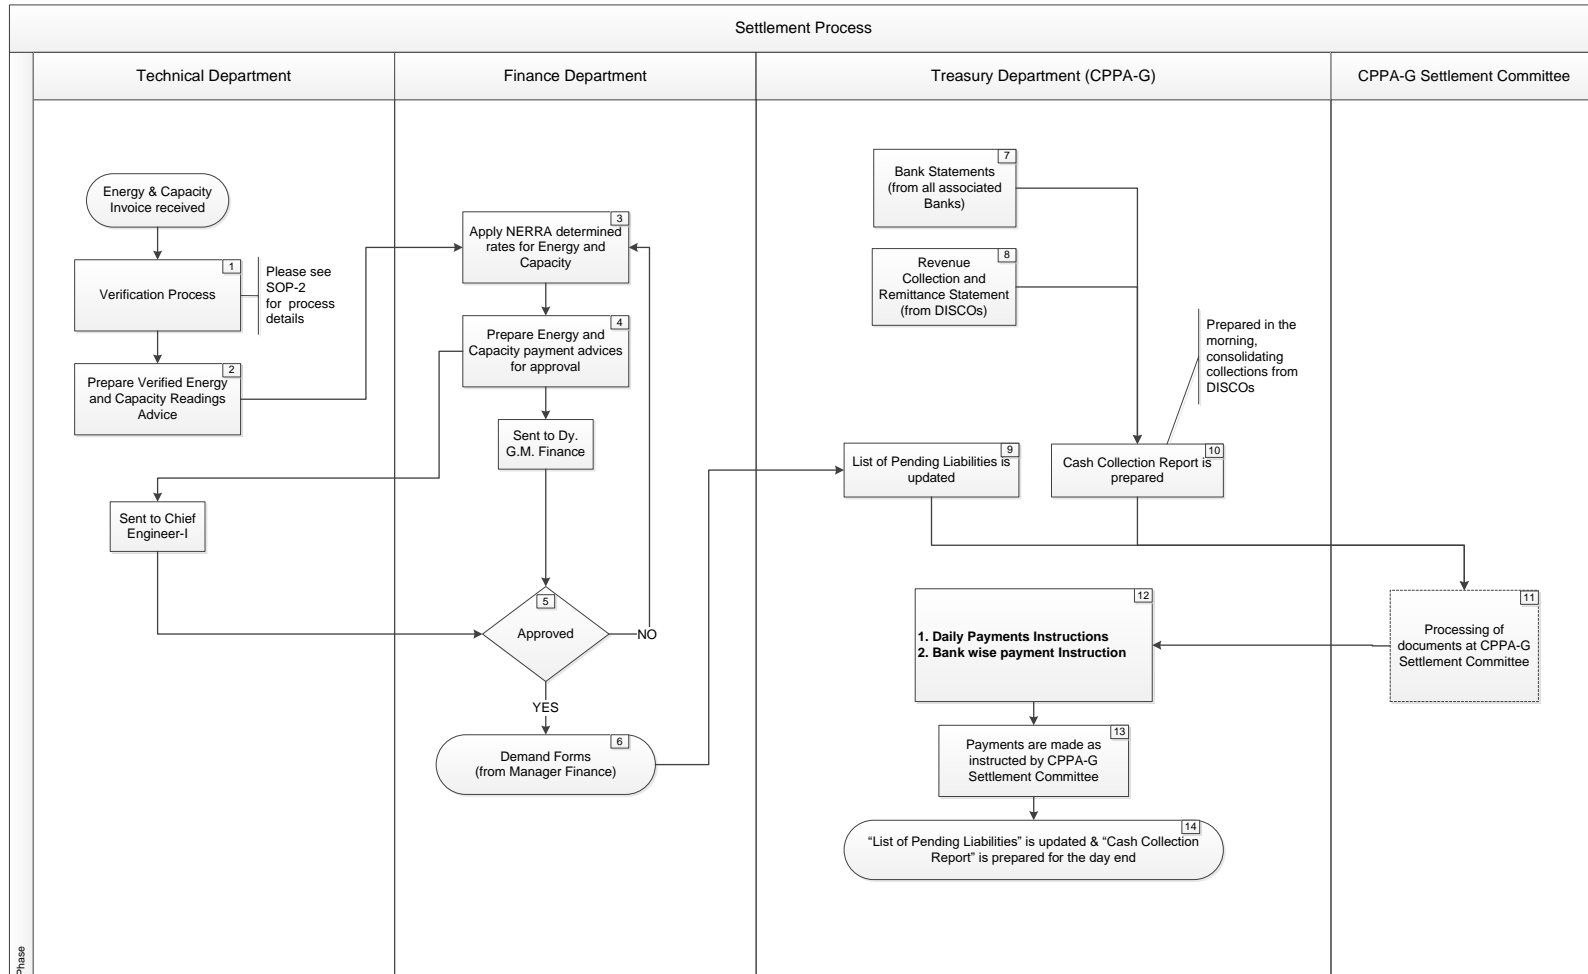 Settlement Process
Technical Department
Finance Department
Treasury Department (CPPA-G)
CPPA-G Settlement Committee
Energy & Capacity
Invoice received
1
Verification Process
Please see
SOP-2
for process
details
2
Prepare Verified Energy
and Capacity Readings
Advice
Sent to Chief
Engineer-I
3
Apply NERRA determined
rates for Energy and
Capacity
4
Prepare Energy and
Capacity payment advices
for approval
Sent to Dy.
G.M. Finance
5
Approved
NO
YES
6
Demand Forms
(from Manager Finance)
7
Bank Statements
(from all associated
Banks)
8
Revenue
Collection and
Remittance Statement
(from DISCOs)
Prepared in the
morning,
consolidating
collections from
DISCOs
9
List of Pending Liabilities is
updated
10
Cash Collection Report is
prepared
11
Processing of
documents at CPPA-G
Settlement Committee
12
1. Daily Payments Instructions
2. Bank wise payment Instruction
13
Payments are made as
instructed by CPPA-G
Settlement Committee
14
“List of Pending Liabilities” is updated & “Cash Collection
Report” is prepared for the day end
Phase